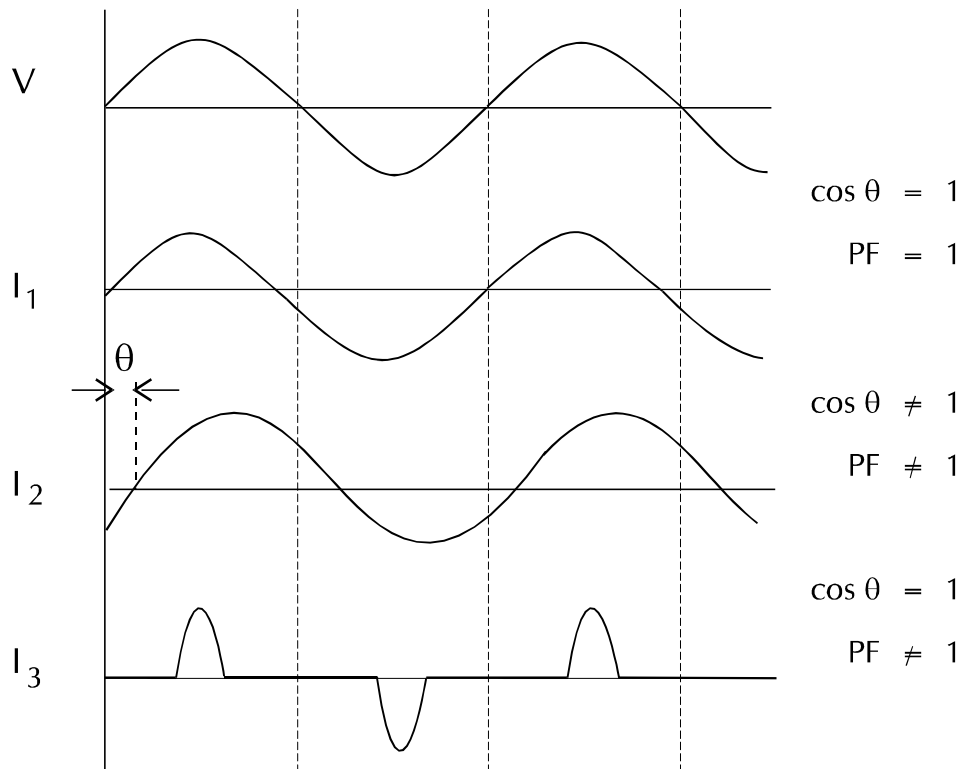 V
cos θ = 1
PF = 1
I1
θ
cos θ ≠ 1
PF ≠ 1
I2
cos θ = 1
PF ≠ 1
I3